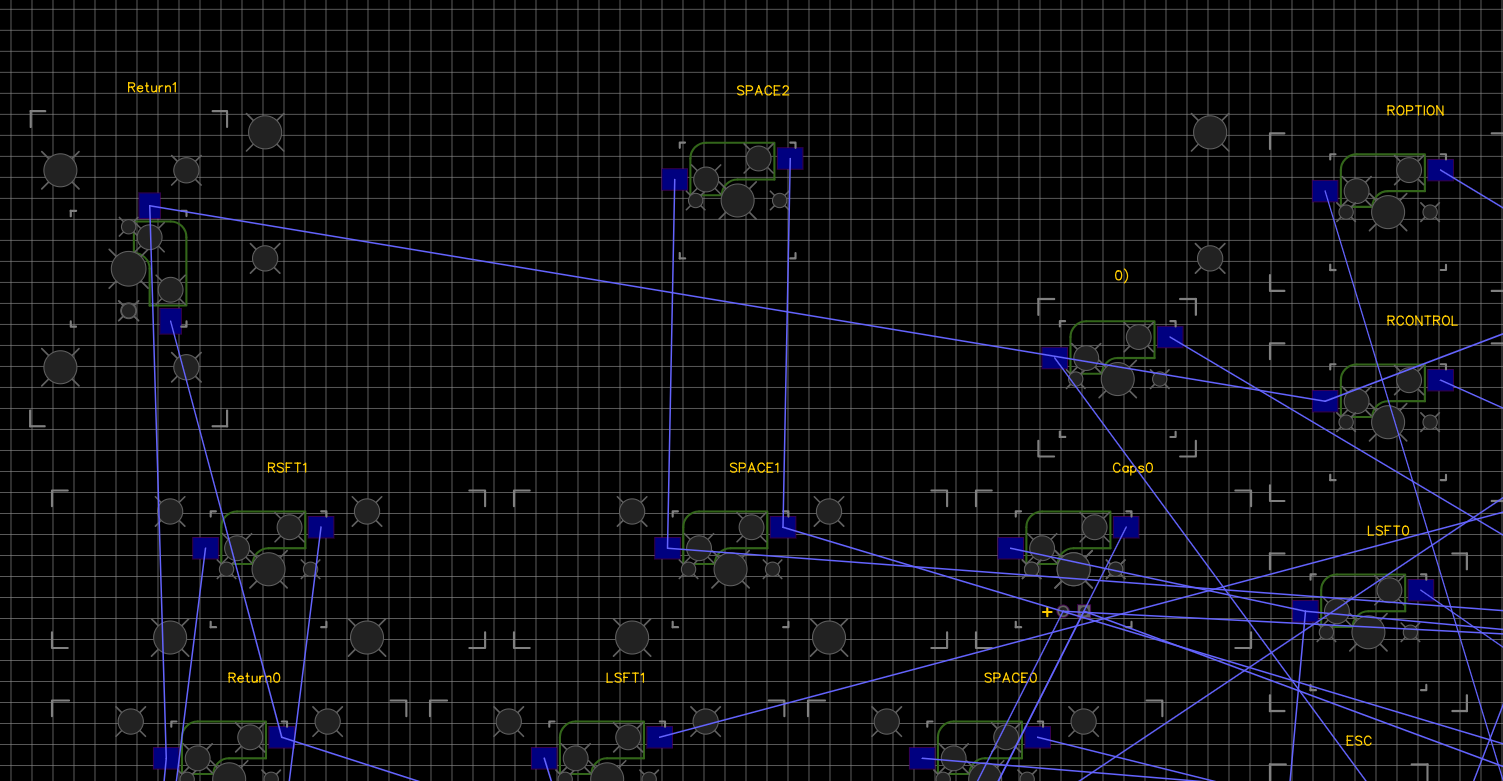 Return1
SPACE2
ROPTION
0)
RCONTROL
RSFT1
SPACE1
Caps0
LSFT0
Return0
LSFT1
SPACE0
ESC